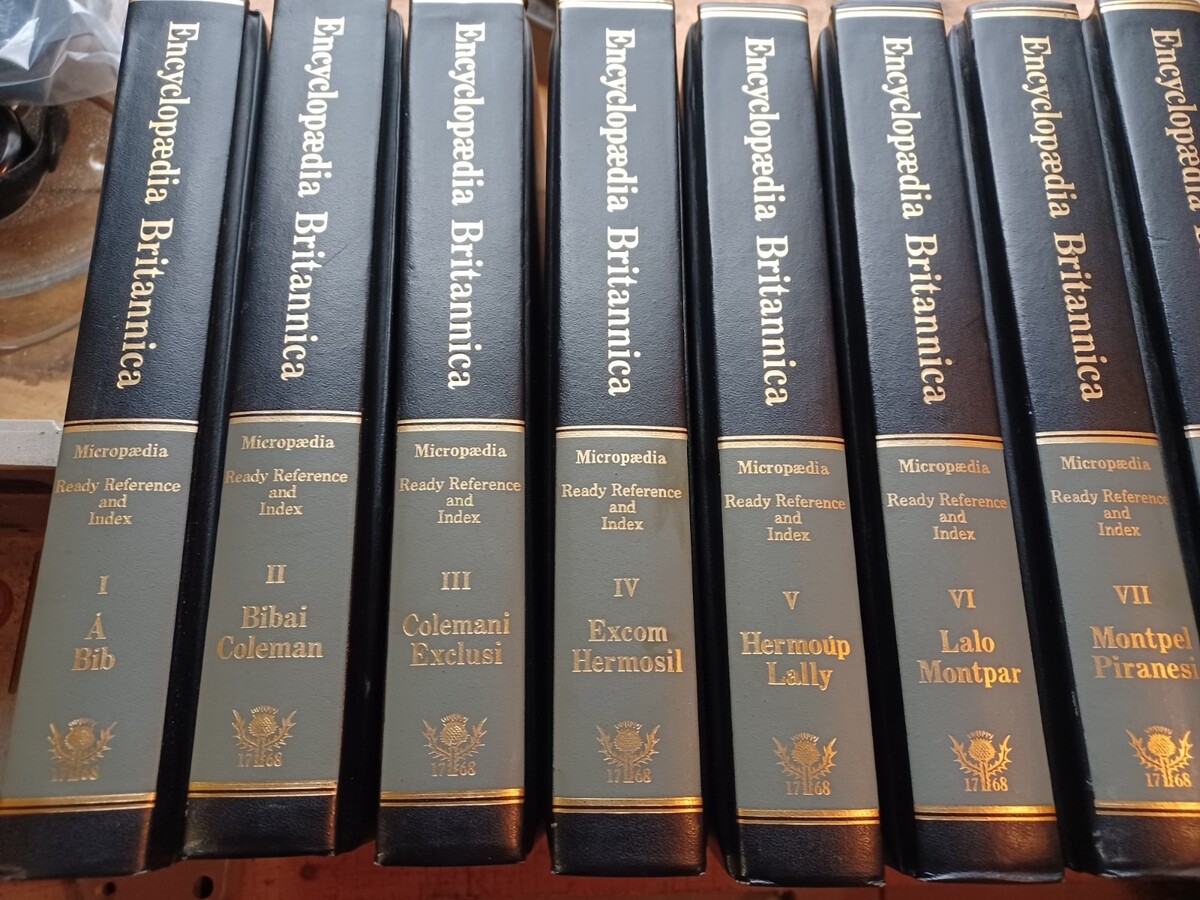 Encyclopædia Britannica
Micropædia
Ready Reference
and
Index
I
Á
Bib
1768
Encyclopædia Britannica
Micropædia
Ready Reference
and
Index
II
Bibai
Coleman
1768
Encyclopædia Britannica
Micropædia
Ready Reference
and
Index
III
Colemani
Exclusi
1768
Encyclopædia Britannica
Micropædia
Ready Reference
and
Index
IV
Excom
Hermosil
1768
Encyclopædia Britannica
Micropædia
Ready Reference
and
Index
V
Hermoúp
Lally
1768
Encyclopædia Britannica
Micropædia
Ready Reference
and
Index
VI
Lalo
Montpar
1768
Encyclopædia Britannica
Micropædia
Ready Reference
and
Index
VII
Montpel
Piranesi
1768
Encyclopædia